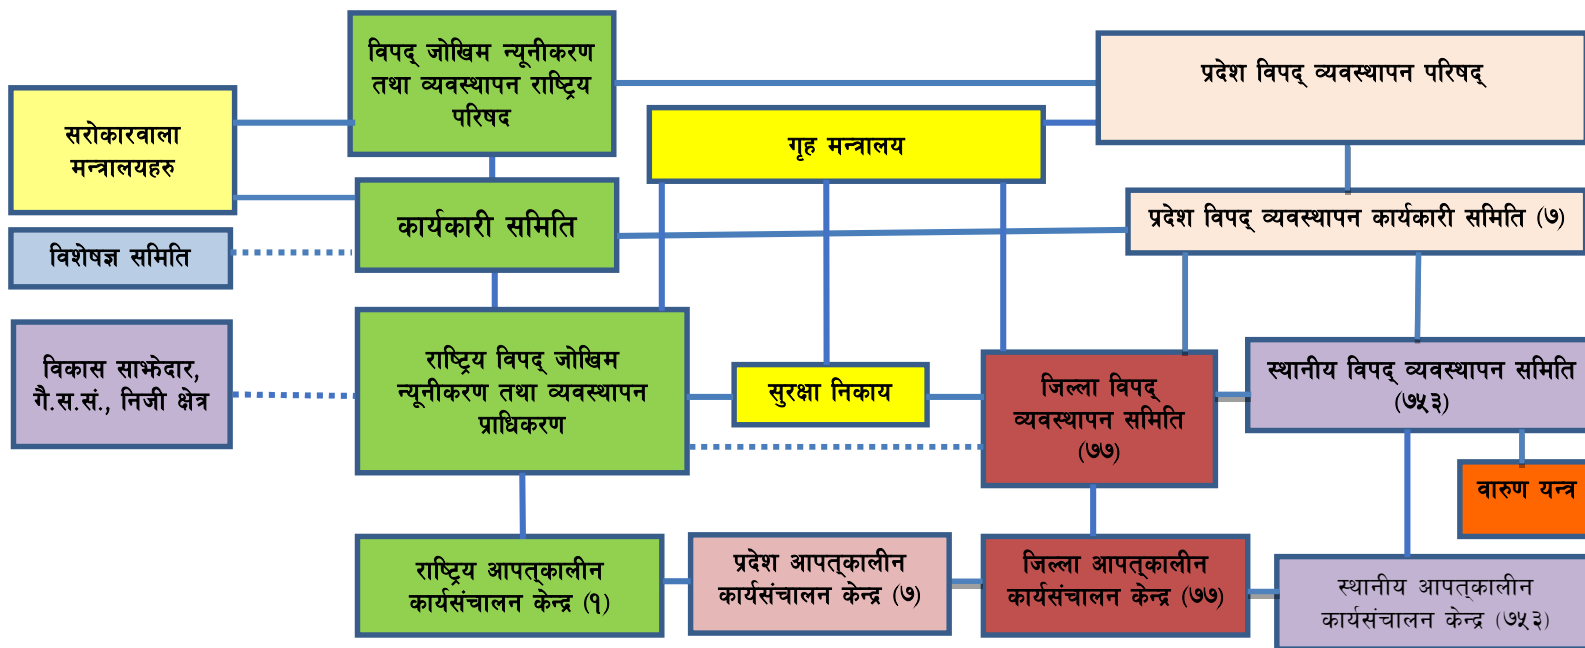 विपद् जोखिम न्यूनीकरण
तथा व्यवस्थापन राष्ट्रिय
परिषद
प्रदेश विपद् व्यवस्थापन परिषद्
सरोकारवाला
मन्त्रालयहरु
गृह मन्त्रालय
कार्यकारी समिति
प्रदेश विपद् व्यवस्थापन कार्यकारी समिति (७)
विशेषज्ञ समिति
विकास साझेदार,
गै.स.सं., निजी क्षेत्र
राष्ट्रिय विपद् जोखिम
न्यूनीकरण तथा व्यवस्थापन
प्राधिकरण
सुरक्षा निकाय
जिल्ला विपद्
व्यवस्थापन समिति
(७७)
स्थानीय विपद् व्यवस्थापन समिति
(७५३)
वारुण यन्त्र
राष्ट्रिय आपत्कालीन
कार्यसंचालन केन्द्र (१)
प्रदेश आपत्कालीन
कार्यसंचालन केन्द्र (७)
जिल्ला आपत्कालीन
कार्यसंचालन केन्द्र (७७)
स्थानीय आपत्कालीन
कार्यसंचालन केन्द्र (७५३)